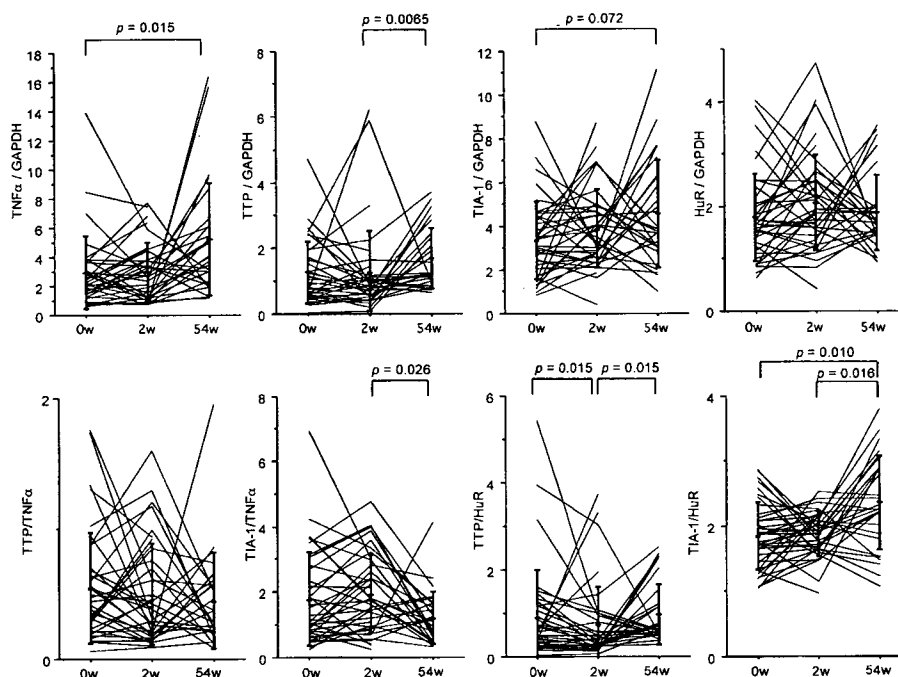 p = 0.015
TNFα / GAPDH
18
16
14
12
10
8
6
4
2
0
0w 2w 54w
p = 0.0065
TTP / GAPDH
8
6
4
2
0
0w 2w 54w
p = 0.072
TIA-1 / GAPDH
12
10
8
6
4
2
0
0w 2w 54w
HuR / GAPDH
4
2
0
0w 2w 54w
TTP/TNFα
2
0
0w 2w 54w
p = 0.026
TIA-1/TNFα
8
6
4
2
0
0w 2w 54w
p = 0.015 p = 0.015
TTP/HuR
6
4
2
0
0w 2w 54w
p = 0.010
p = 0.016
TIA-1/HuR
4
2
0
0w 2w 54w